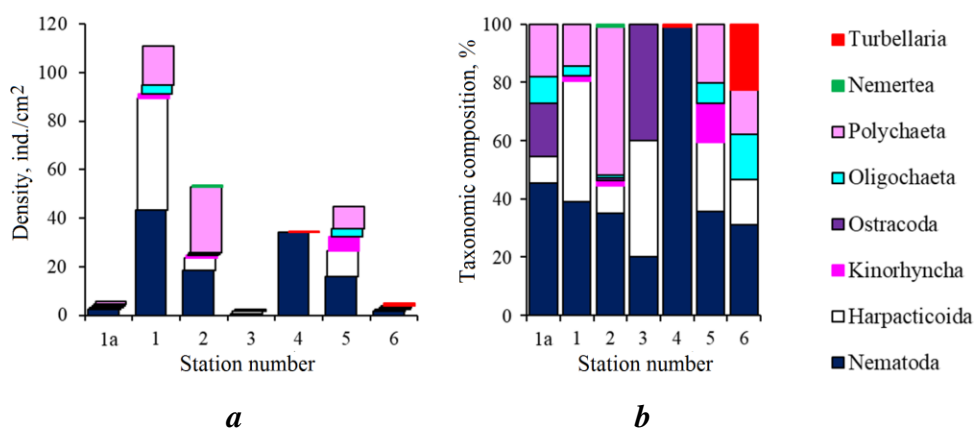 Density, ind./cm²
120
100
80
60
40
20
0
1a 1 2 3 4 5 6
Station number
a
Taxonomic composition, %
100
80
60
40
20
0
1a 1 2 3 4 5 6
Station number
b
Turbellaria
Nemertea
Polychaeta
Oligochaeta
Ostracoda
Kinorhyncha
Harpacticoida
Nematoda